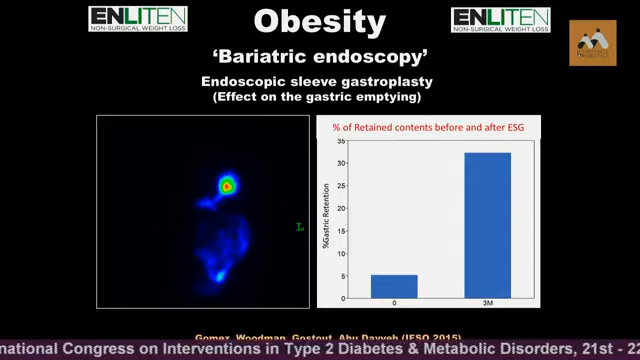 ENLITEN
NON-SURGICAL WEIGHT LOSS
Obesity
ENLITEN
NON-SURGICAL WEIGHT LOSS
‘Bariatric endoscopy’
Endoscopic sleeve gastroplasty
(Effect on the gastric emptying)
% of Retained contents before and after ESG
%Gastric Retention
35
30
25
20
15
10
5
0
0
3M
L
Gomez, Woodman, Gostout, Abu Dayyeh (IFSO 2015)
national Congress on Interventions in Type 2 Diabetes & Metabolic Disorders, 21st - 22